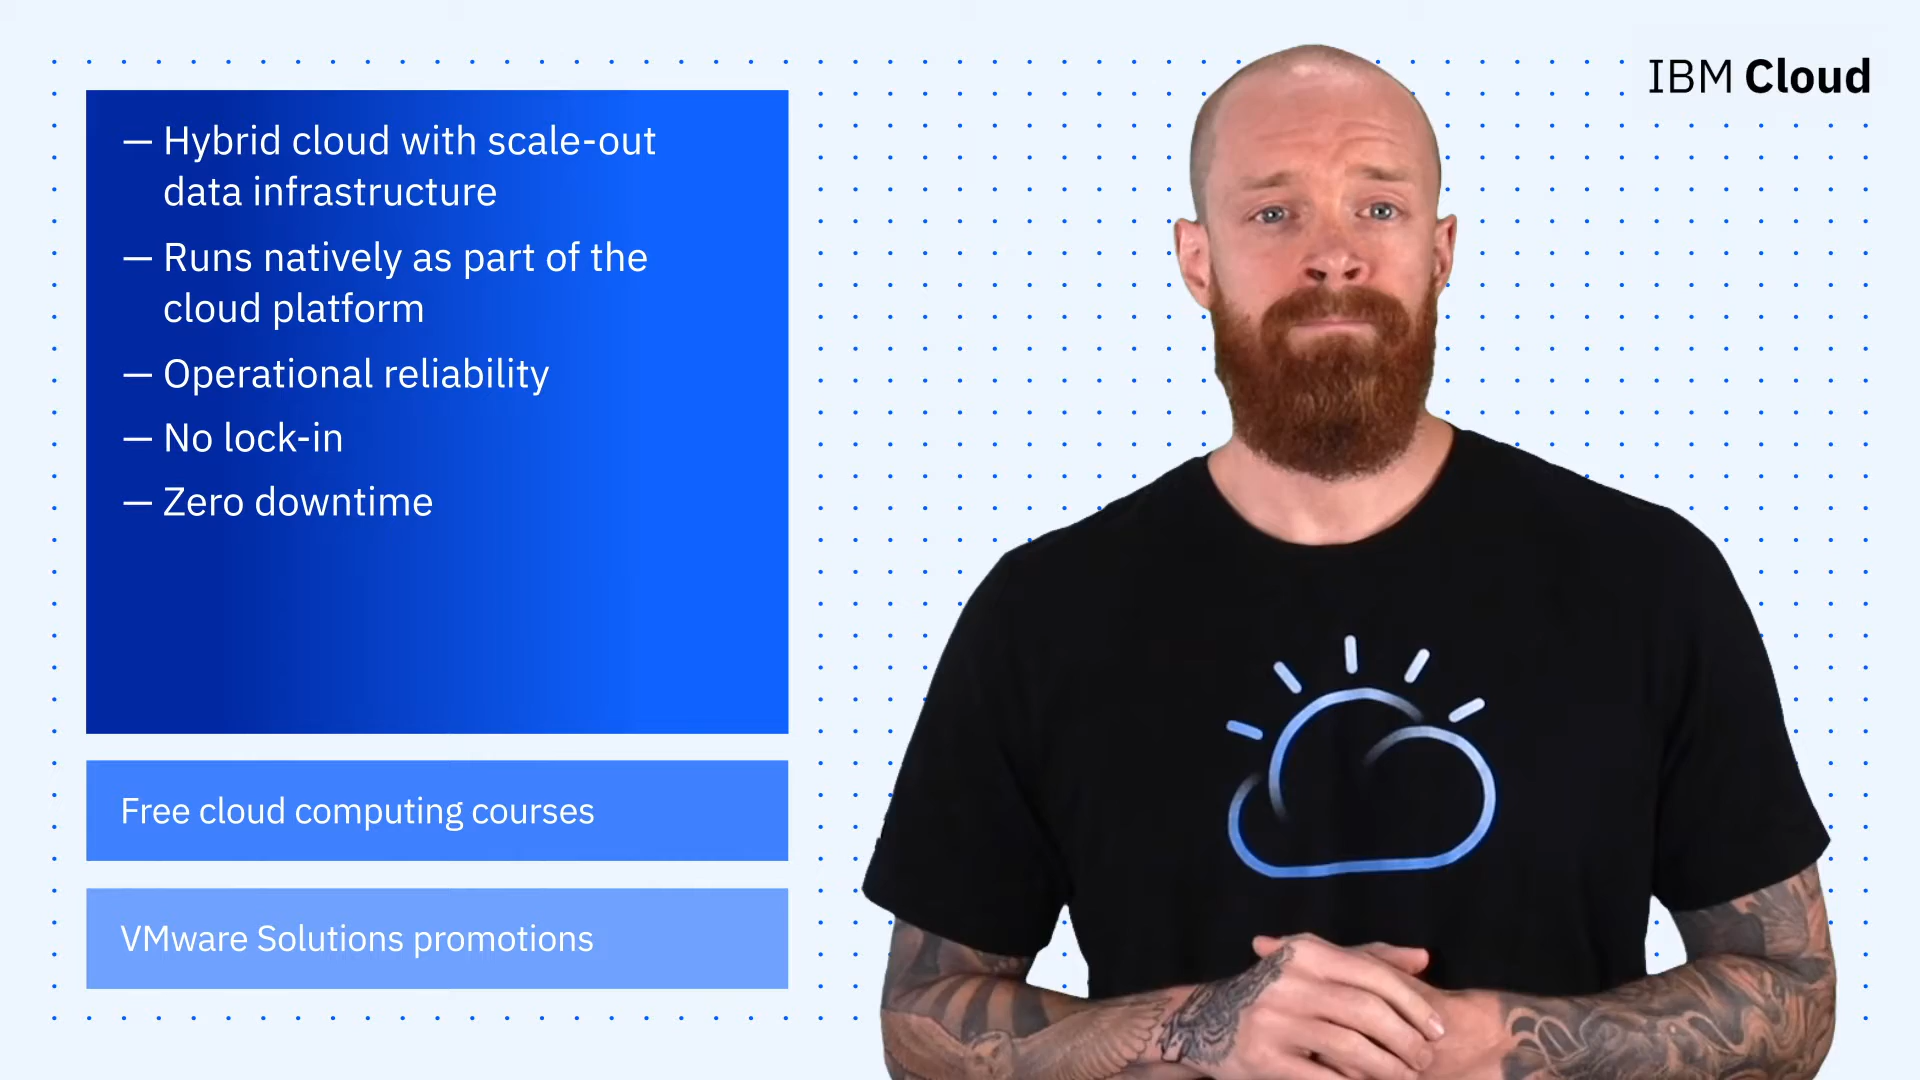 IBM Cloud
— Hybrid cloud with scale-out
data infrastructure
— Runs natively as part of the
cloud platform
— Operational reliability
— No lock-in
— Zero downtime
Free cloud computing courses
VMware Solutions promotions